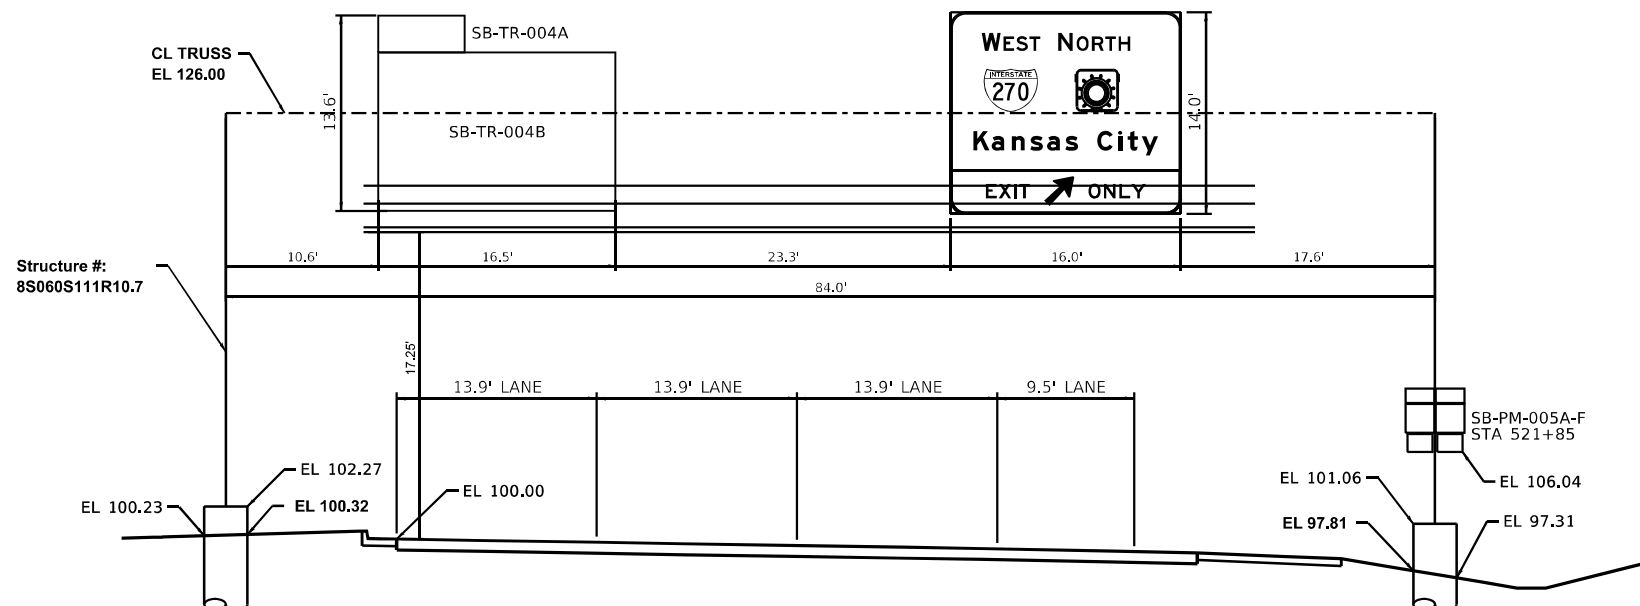 SB-TR-004A
WEST NORTH
CL TRUSS
EL 126.00
INTERSTATE
270
13.6'
SB-TR-004B
14.0'
Kansas City
EXIT ONLY
Structure #:
8S060S111R10.7
10.6'
16.5'
23.3'
16.0'
17.6'
84.0'
17.25'
13.9' LANE
13.9' LANE
13.9' LANE
9.5' LANE
SB-PM-005A-F
STA 521+85
EL 102.27
EL 100.00
EL 101.06
EL 106.04
EL 100.23
EL 100.32
EL 97.81
EL 97.31